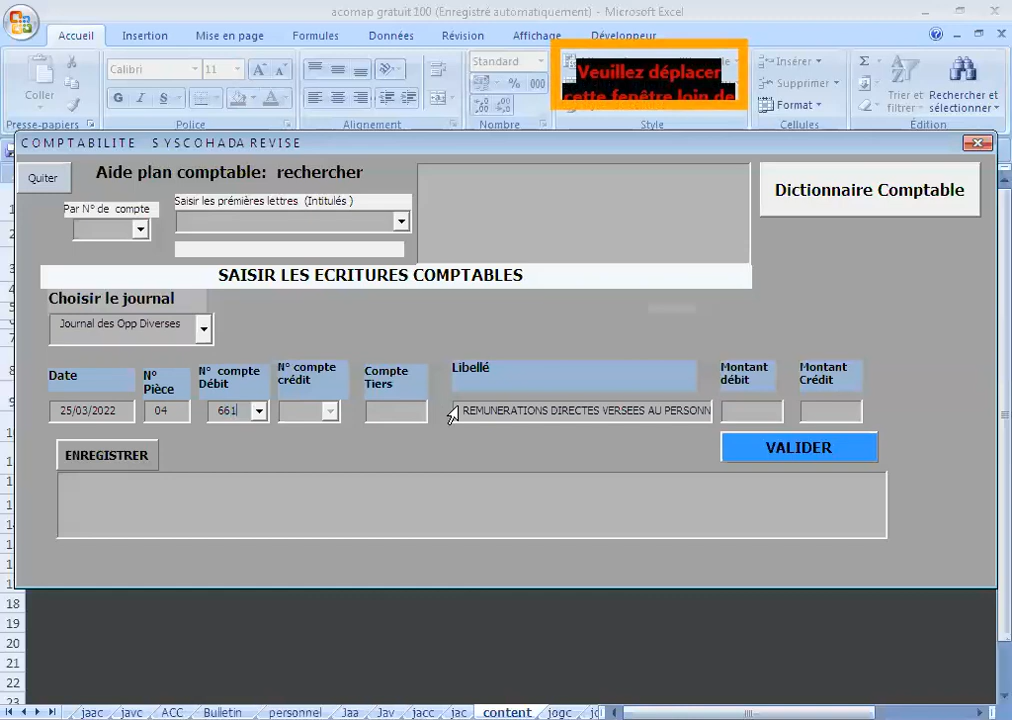 acomap gratuit 100 (Enregistré automatiquement) - Microsoft Excel
Accueil Insertion Mise en page Formules Données Révision Affichage Développeur
Coller
Presse-papiers
Calibri 11
G C S
Police
Alignement
Standard
% 000
Nombre
Veuillez déplacer
cette fenêtre loin de
Style
Insérer
Supprimer
Format
Cellules
Trier et
filtrer
Rechercher et
sélectionner
Édition
COMPTABILITE SYSCOHADA REVISE
Quiter
Aide plan comptable: rechercher
Dictionnaire Comptable
Par N° de compte
Saisir les prémières lettres (Intitulés )
SAISIR LES ECRITURES COMPTABLES
Choisir le journal
Journal des Opp Diverses
Date
N° Pièce
N° compte Débit
N° compte crédit
Compte Tiers
Libellé
Montant débit
Montant Crédit
25/03/2022 04 661 REMUNERATIONS DIRECTES VERSEES AU PERSONN
ENREGISTRER
VALIDER
18
19
20
21
22
23
jaac javc ACC Bulletin personnel Jaa Jav jacc jac content jogc